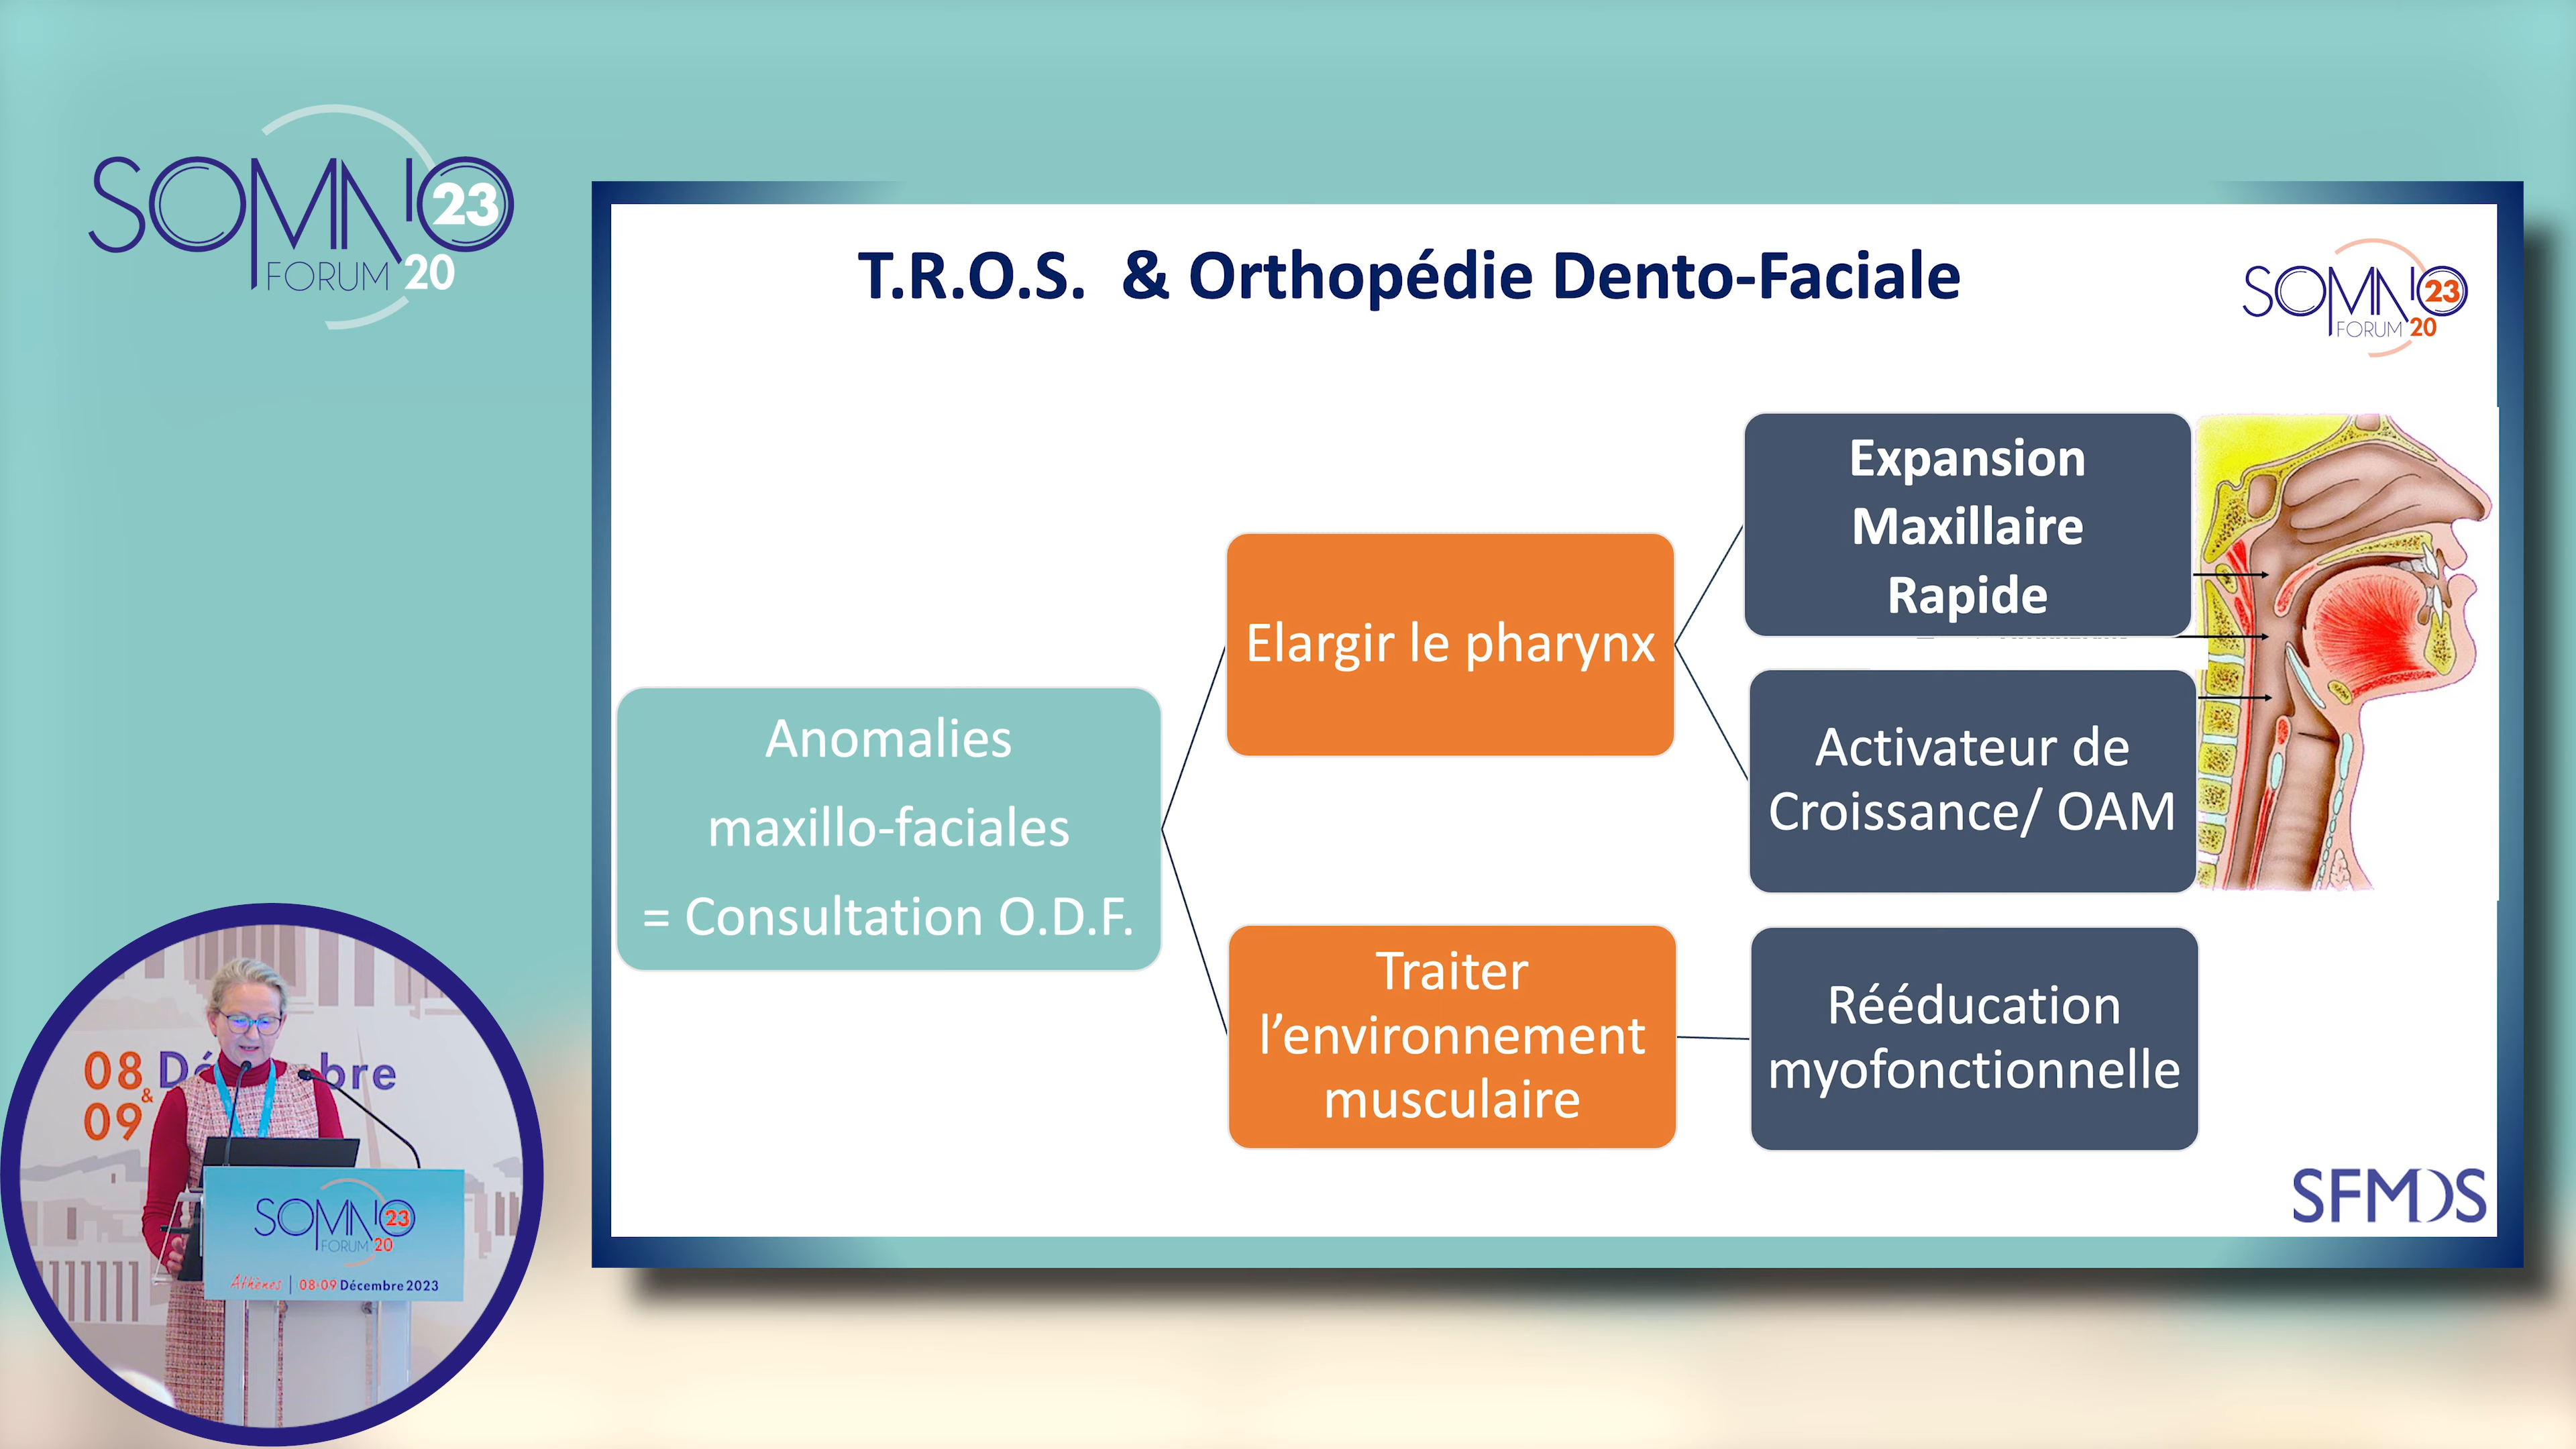 SOMNO 23
FORUM 20
T.R.O.S. & Orthopédie Dento-Faciale
SOMNO 23
FORUM 20
Anomalies
maxillo-faciales
= Consultation O.D.F.
Elargir le pharynx
Expansion
Maxillaire
Rapide
Activateur de
Croissance/ OAM
Traiter
l’environnement
musculaire
Rééducation
myofonctionnelle
SFMDS
08 Dé bre
&
09
SOMNO 23
FORUM 20
Athènes | 08-09 Décembre 2023